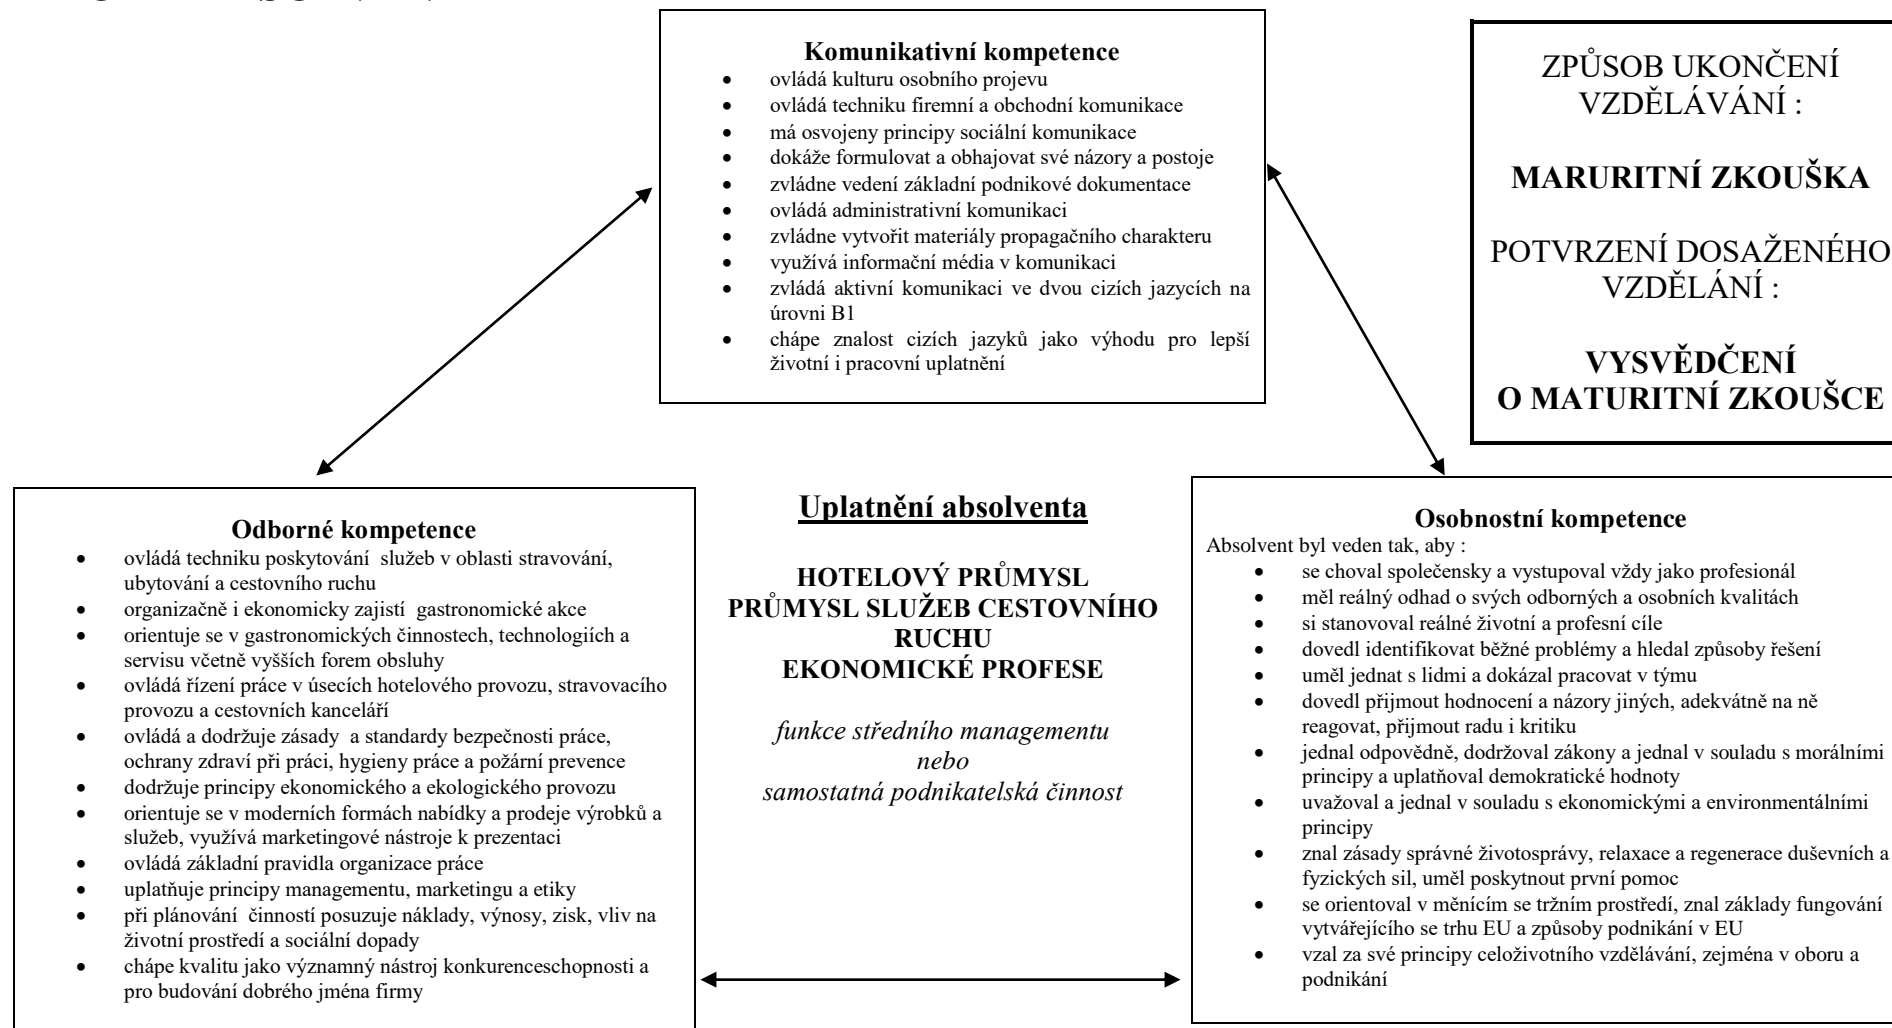 Komunikativní kompetence
• ovládá kulturu osobního projevu
• ovládá techniku firemní a obchodní komunikace
• má osvojeny principy sociální komunikace
• dokáže formulovat a obhajovat své názory a postoje
• zvládne vedení základní podnikové dokumentace
• ovládá administrativní komunikaci
• zvládne vytvořit materiály propagačního charakteru
• využívá informační média v komunikaci
• zvládá aktivní komunikaci ve dvou cizích jazycích na
úrovni B1
• chápe znalost cizích jazyků jako výhodu pro lepší
životní i pracovní uplatnění
ZPŮSOB UKONČENÍ
VZDĚLÁVÁNÍ :
MARURITNÍ ZKOUŠKA
POTVRZENÍ DOSAŽENÉHO
VZDĚLÁNÍ :
VYSVĚDČENÍ
O MATURITNÍ ZKOUŠCE
Odborné kompetence
• ovládá techniku poskytování služeb v oblasti stravování,
ubytování a cestovního ruchu
• organizačně i ekonomicky zajistí gastronomické akce
• orientuje se v gastronomických činnostech, technologiích a
servisu včetně vyšších forem obsluhy
• ovládá řízení práce v úsecích hotelového provozu, stravovacího
provozu a cestovních kanceláří
• ovládá a dodržuje zásady a standardy bezpečnosti práce,
ochrany zdraví při práci, hygieny práce a požární prevence
• dodržuje principy ekonomického a ekologického provozu
• orientuje se v moderních formách nabídky a prodeje výrobků a
služeb, využívá marketingové nástroje k prezentaci
• ovládá základní pravidla organizace práce
• uplatňuje principy managementu, marketingu a etiky
• při plánování činností posuzuje náklady, výnosy, zisk, vliv na
životní prostředí a sociální dopady
• chápe kvalitu jako významný nástroj konkurenceschopnosti a
pro budování dobrého jména firmy
Uplatnění absolventa
HOTELOVÝ PRŮMYSL
PRŮMYSL SLUŽEB CESTOVNÍHO
RUCHU
EKONOMICKÉ PROFESE
funkce středního managementu
nebo
samostatná podnikatelská činnost
Osobnostní kompetence
Absolvent byl veden tak, aby :
• se choval společensky a vystupoval vždy jako profesionál
• měl reálný odhad o svých odborných a osobních kvalitách
• si stanovoval reálné životní a profesní cíle
• dovedl identifikovat běžné problémy a hledal způsoby řešení
• uměl jednat s lidmi a dokázal pracovat v týmu
• dovedl přijmout hodnocení a názory jiných, adekvátně na ně
reagovat, přijmout radu i kritiku
• jednal odpovědně, dodržoval zákony a jednal v souladu s morálními
principy a uplatňoval demokratické hodnoty
• uvažoval a jednal v souladu s ekonomickými a environmentálními
principy
• znal zásady správné životosprávy, relaxace a regenerace duševních a
fyzických sil, uměl poskytnout první pomoc
• se orientoval v měnícím se tržním prostředí, znal základy fungování
vytvářejícího se trhu EU a způsoby podnikání v EU
• vzal za své principy celoživotního vzdělávání, zejména v oboru a
podnikání